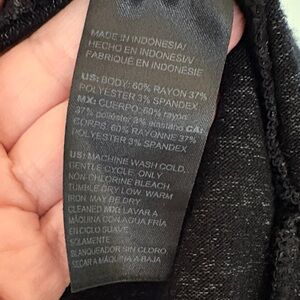 MADE IN INDONESIA/
HECHO EN INDONESIA/
FABRIQUÉ EN INDONÉSIE
US: BODY: 60% RAYON 37%
POLYESTER 3% SPANDEX
MX: CUERPO: 60% rayón
37% poliéster 3% elastano CA:
CORPS: 60% RAYONNE 37%
POLYESTER 3% SPANDEX
US: MACHINE WASH COLD,
GENTLE CYCLE, ONLY
NON-CHLORINE BLEACH,
TUMBLE DRY LOW. WARM
IRON, MAY BE DRY
CLEANED MX: LAVAR A
MÁQUINA CON AGUA FRÍA
EN CICLO SUAVE,
SOLAMENTE
BLANQUEADOR SIN CLORO,
SECAR A MÁQUINA A BAJA